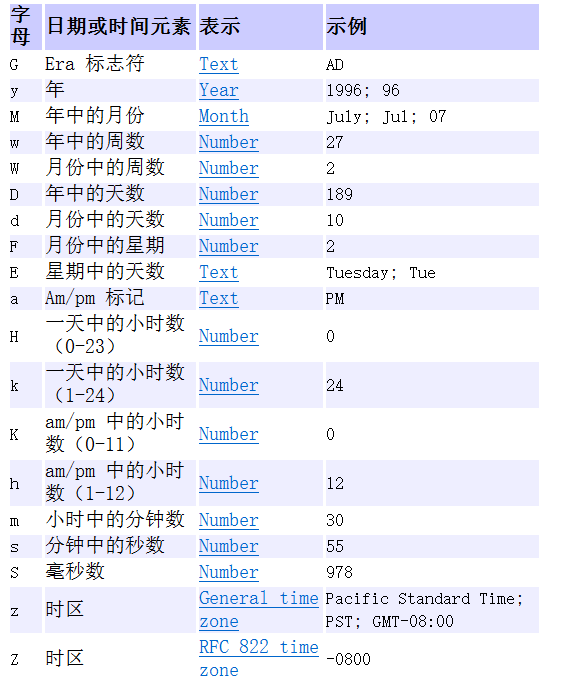 字母 日期或时间元素 表示 示例
G Era 标志符 Text AD
y 年 Year 1996; 96
M 年中的月份 Month July; Jul; 07
w 年中的周数 Number 27
W 月份中的周数 Number 2
D 年中的天数 Number 189
d 月份中的天数 Number 10
F 月份中的星期 Number 2
E 星期中的天数 Text Tuesday; Tue
a Am/pm 标记 Text PM
H 一天中的小时数（0-23） Number 0
k 一天中的小时数（1-24） Number 24
K am/pm 中的小时数（0-11） Number 0
h am/pm 中的小时数（1-12） Number 12
m 小时中的分钟数 Number 30
s 分钟中的秒数 Number 55
S 毫秒数 Number 978
z 时区 General time zone Pacific Standard Time; PST; GMT-08:00
Z 时区 RFC 822 time zone -0800